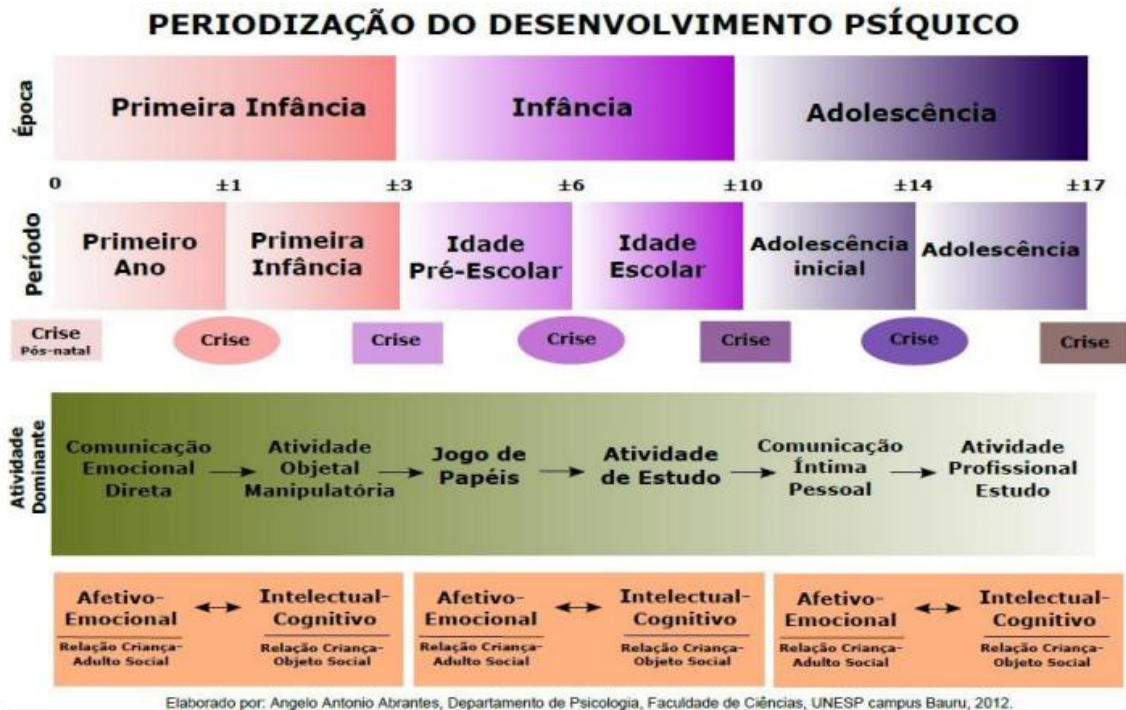 PERIODIZAÇÃO DO DESENVOLVIMENTO PSÍQUICO
Época
Primeira Infância
Infância
Adolescência
0
±1
±3
±6
±10
±14
±17
Período
Primeiro
Ano
Primeira
Infância
Idade
Pré-Escolar
Idade
Escolar
Adolescência
inicial
Adolescência
Crise
Pós-natal
Crise
Crise
Crise
Crise
Crise
Crise
Atividade
Dominante
Comunicação
Emocional
Direta
Atividade
Objetal
Manipulatória
Jogo de
Papéis
Atividade
de Estudo
Comunicação
Íntima
Pessoal
Atividade
Profissional
Estudo
Afetivo-
Emocional
Relação Criança-
Adulto Social
Intelectual-
Cognitivo
Relação Criança-
Objeto Social
Afetivo-
Emocional
Relação Criança-
Adulto Social
Intelectual-
Cognitivo
Relação Criança-
Objeto Social
Afetivo-
Emocional
Relação Criança-
Adulto Social
Intelectual-
Cognitivo
Relação Criança-
Objeto Social
Elaborado por: Angelo Antonio Abrantes, Departamento de Psicologia, Faculdade de Ciências, UNESP campus Bauru, 2012.